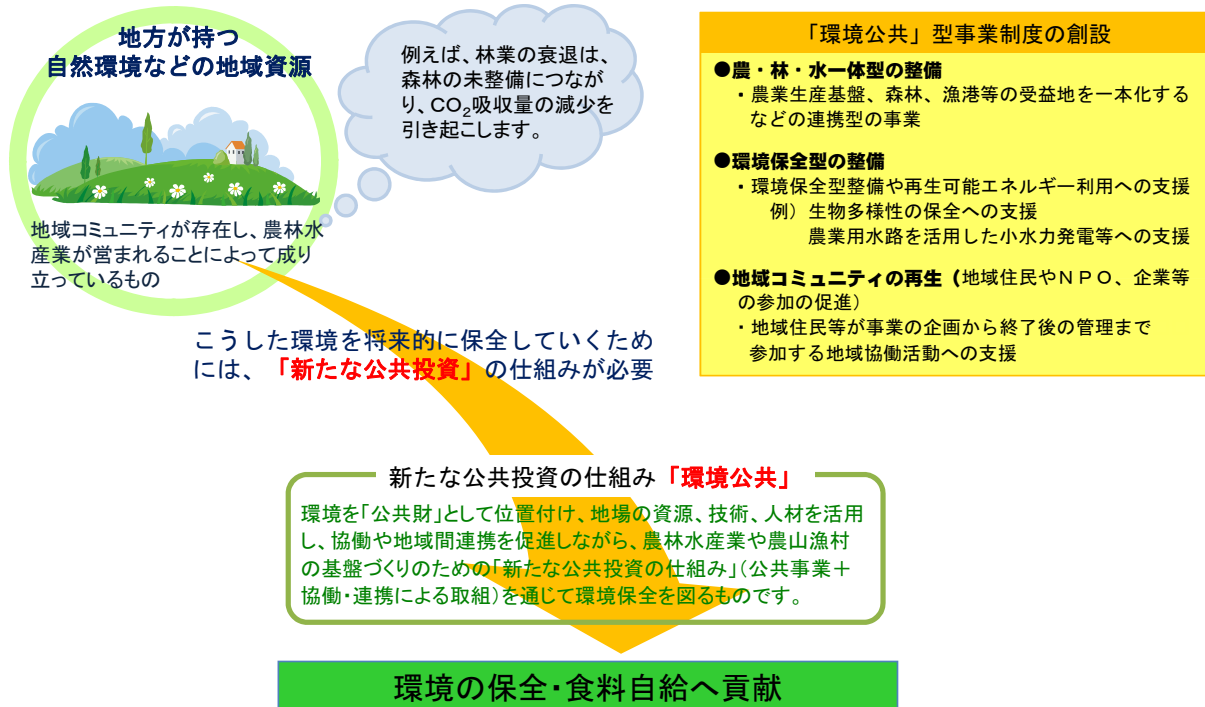 地方が持つ
自然環境などの地域資源
地域コミュニティが存在し、農林水
産業が営まれることによって成り
立っているもの
例えば、林業の衰退は、
森林の未整備につなが
り、CO₂吸収量の減少を
引き起こします。
「環境公共」型事業制度の創設
●農・林・水一体型の整備
・農業生産基盤、森林、漁港等の受益地を一本化する
などの連携型の事業
●環境保全型の整備
・環境保全型整備や再生可能エネルギー利用への支援
例）生物多様性の保全への支援
農業用水路を活用した小水力発電等への支援
●地域コミュニティの再生（地域住民やＮＰＯ、企業等
の参加の促進）
・地域住民等が事業の企画から終了後の管理まで
参加する地域協働活動への支援
こうした環境を将来的に保全していくため
には、「新たな公共投資」の仕組みが必要
新たな公共投資の仕組み「環境公共」
環境を「公共財」として位置付け、地場の資源、技術、人材を活用
し、協働や地域間連携を促進しながら、農林水産業や農山漁村
の基盤づくりのための「新たな公共投資の仕組み」（公共事業＋
協働・連携による取組）を通じて環境保全を図るものです。
環境の保全・食料自給へ貢献